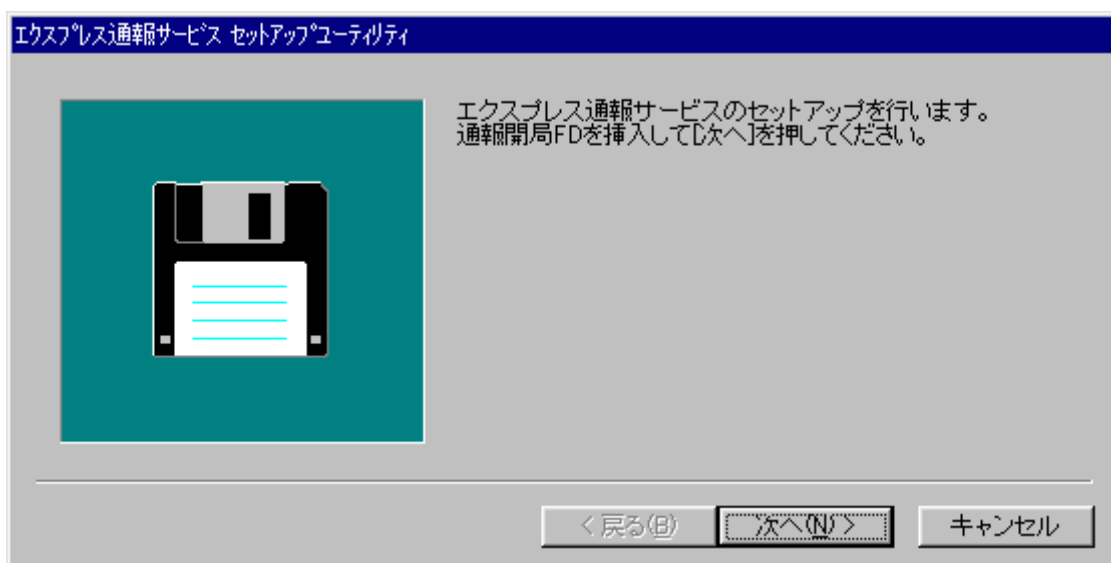 ｴｸｽﾌﾟﾚｽ通報ｻｰﾋﾞｽ ｾｯﾄｱｯﾌﾟﾕｰﾃｨﾘﾃｨ
エクスプレス通報サービスのセットアップを行います。
通報開局FDを挿入して[次へ]を押してください。
< 戻る(B)
次へ(N) >
キャンセル